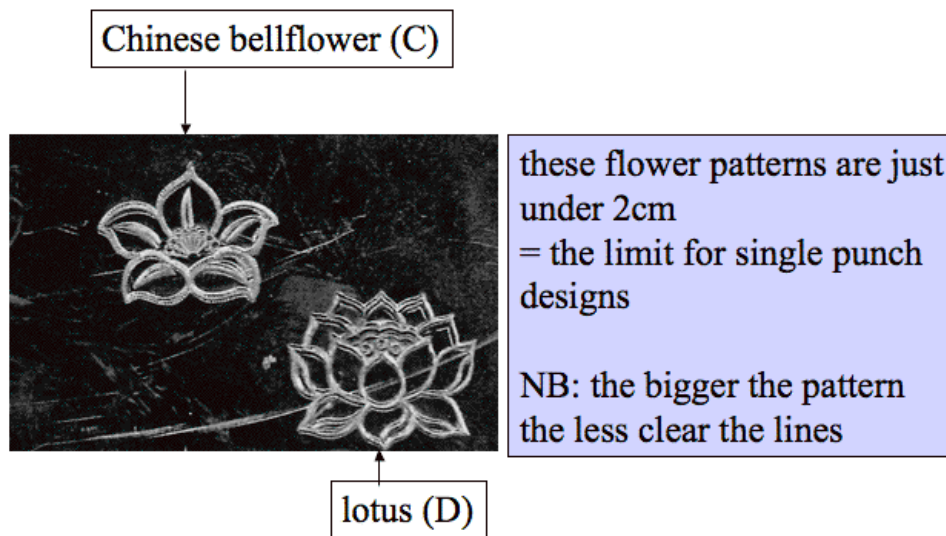 Chinese bellflower (C)
these flower patterns are just
under 2cm
= the limit for single punch
designs
NB: the bigger the pattern
the less clear the lines
lotus (D)